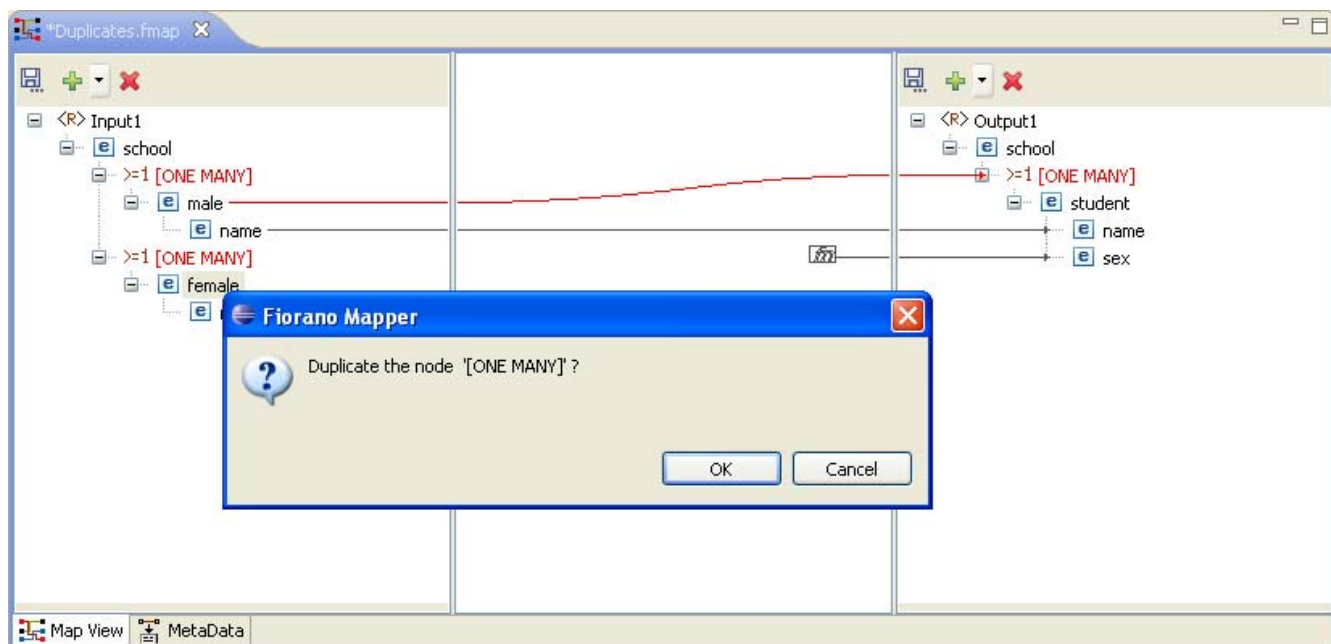 *Duplicates.fmap
<R> Input1
e school
>=1 [ONE MANY]
e male
e name
>=1 [ONE MANY]
e female
e
<R> Output1
e school
>=1 [ONE MANY]
e student
e name
e sex
fn
Fiorano Mapper
Duplicate the node '[ONE MANY]' ?
OK
Cancel
Map View
MetaData